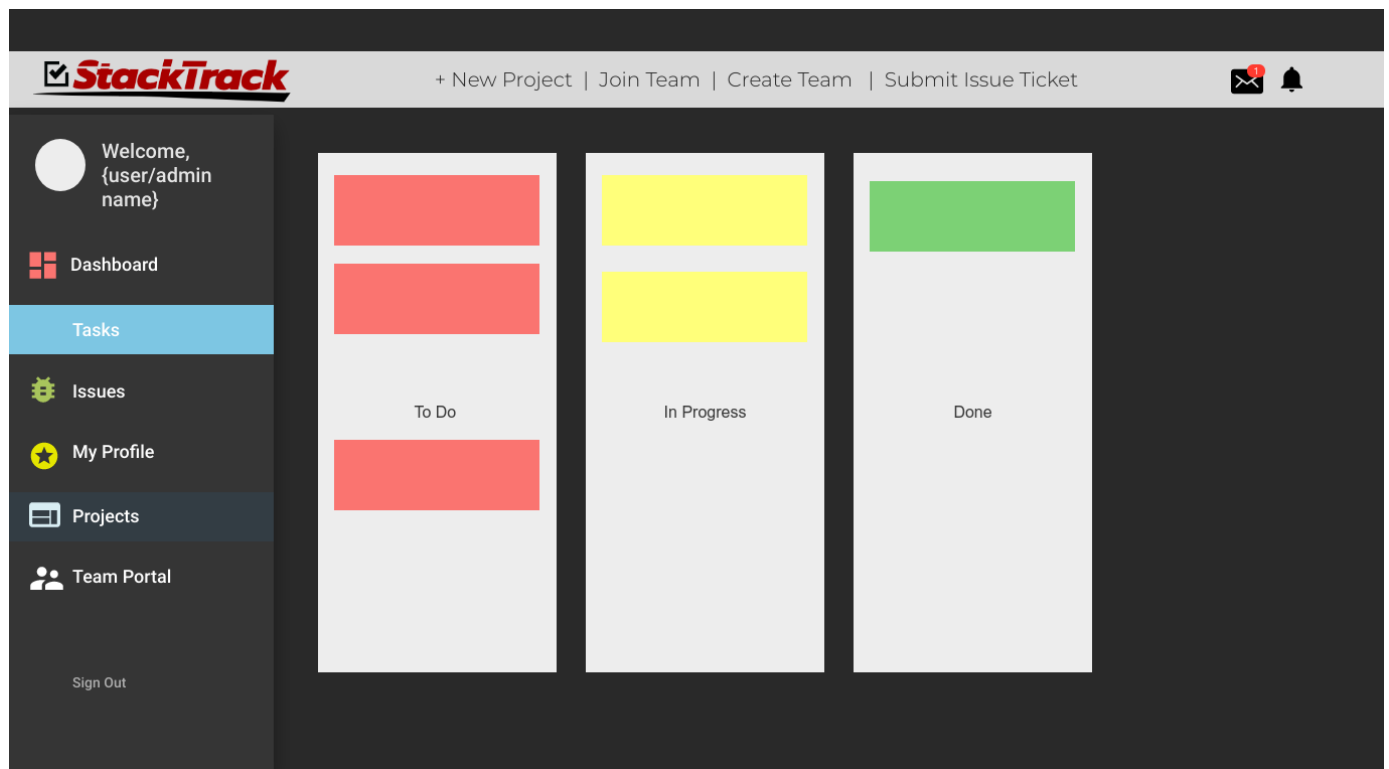 StackTrack
+ New Project | Join Team | Create Team | Submit Issue Ticket
1
Welcome,
{user/admin
name}
Dashboard
Tasks
Issues
My Profile
Projects
Team Portal
Sign Out
To Do
In Progress
Done